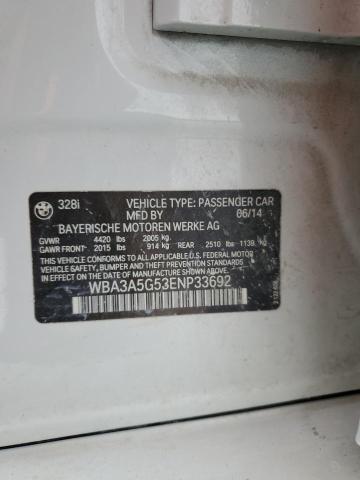 328i VEHICLE TYPE: PASSENGER CAR
MFD BY 06/14
BAYERISCHE MOTOREN WERKE AG
GVWR 4420 lbs 2005 kg
GAWR FRONT 2015 lbs 914 kg REAR 2510 lbs 1138 kg
THIS VEHICLE CONFORMS TO ALL APPLICABLE
FEDERAL MOTOR VEHICLE SAFETY,
BUMPER, AND THEFT PREVENTION STANDARDS
IN EFFECT ON THE DATE OF MANUFACTURE SHOWN ABOVE.
WBA3A5G53ENP33692